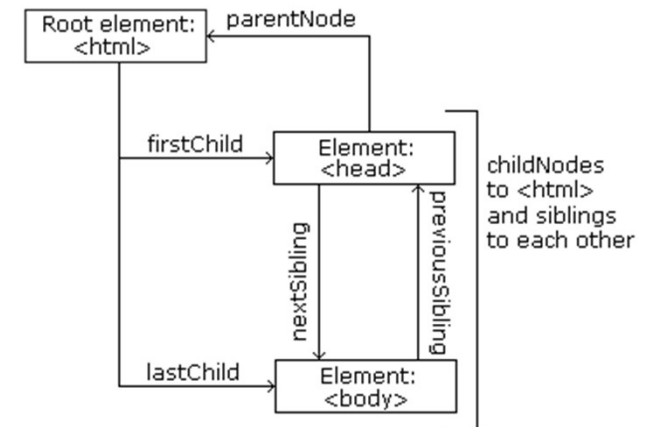 Root element:
<html>
parentNode
firstChild
Element:
<head>
childNodes
to <html>
and siblings
to each other
nextSibling
previousSibling
lastChild
Element:
<body>